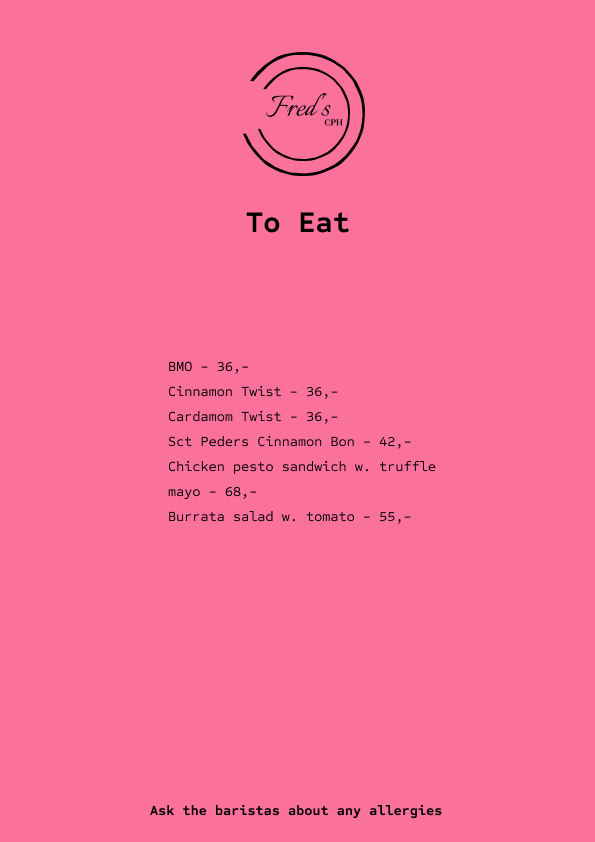 Fred's
CPH
To Eat
BMO - 36,-
Cinnamon Twist - 36,-
Cardamom Twist - 36,-
Sct Peders Cinnamon Bon - 42,-
Chicken pesto sandwich w. truffle
mayo - 68,-
Burrata salad w. tomato - 55,-
Ask the baristas about any allergies